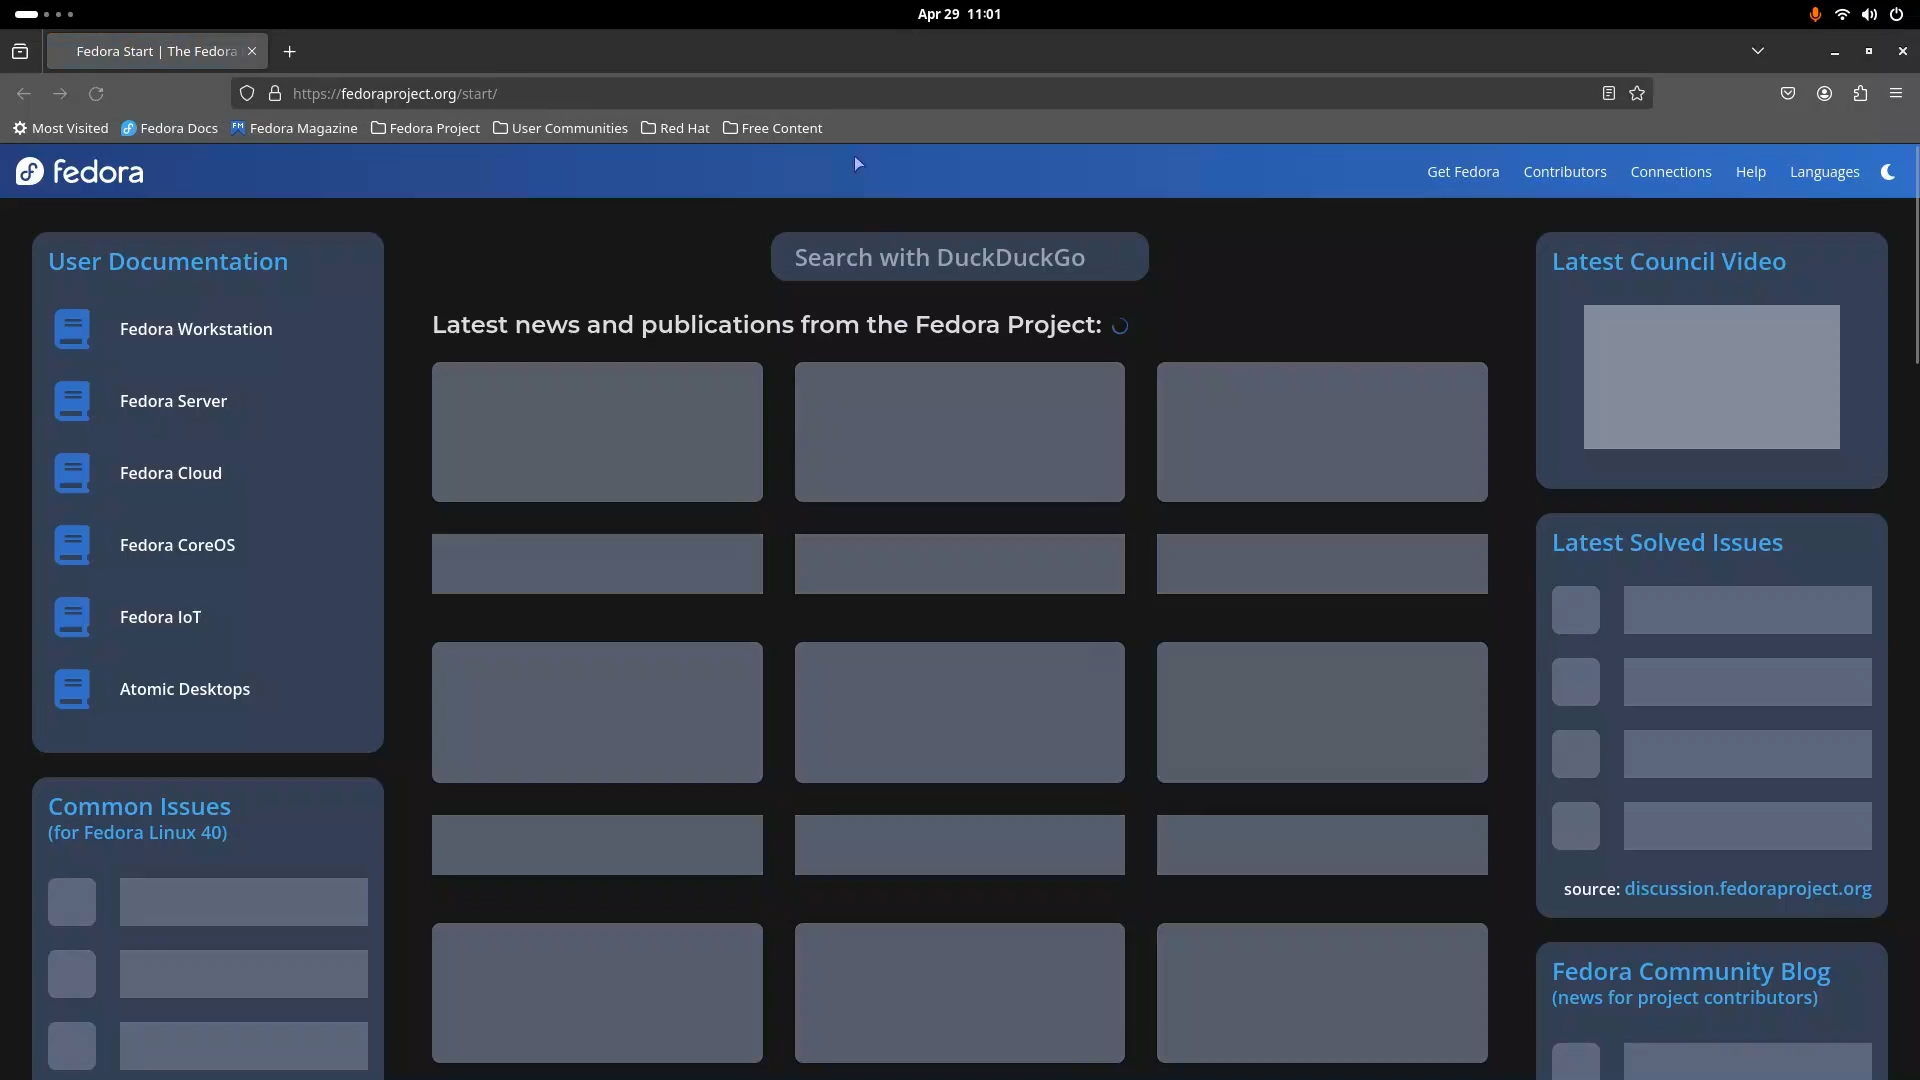 Apr 29 11:01
Fedora Start | The Fedora
https://fedoraproject.org/start/
Most Visited Fedora Docs Fedora Magazine Fedora Project User Communities Red Hat Free Content
fedora
Get Fedora Contributors Connections Help Languages
User Documentation
Fedora Workstation
Fedora Server
Fedora Cloud
Fedora CoreOS
Fedora IoT
Atomic Desktops
Common Issues
(for Fedora Linux 40)
Search with DuckDuckGo
Latest news and publications from the Fedora Project:
Latest Council Video
Latest Solved Issues
source: discussion.fedoraproject.org
Fedora Community Blog
(news for project contributors)